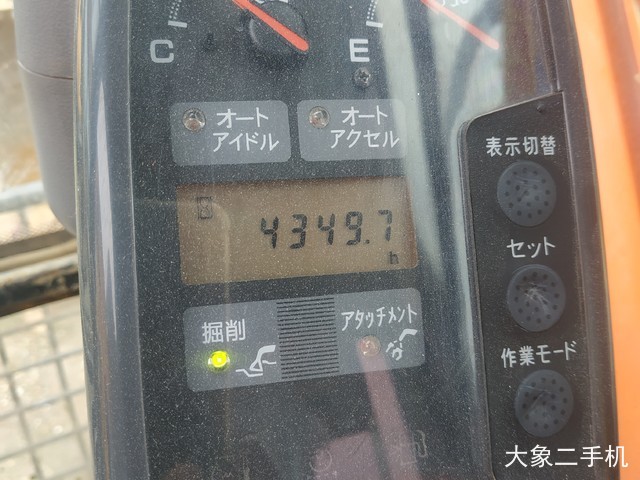 C
E
オート
アイドル
オート
アクセル
表示切替
4349.7
h
セット
掘削
アタッチメント
作業モード
大象二手机